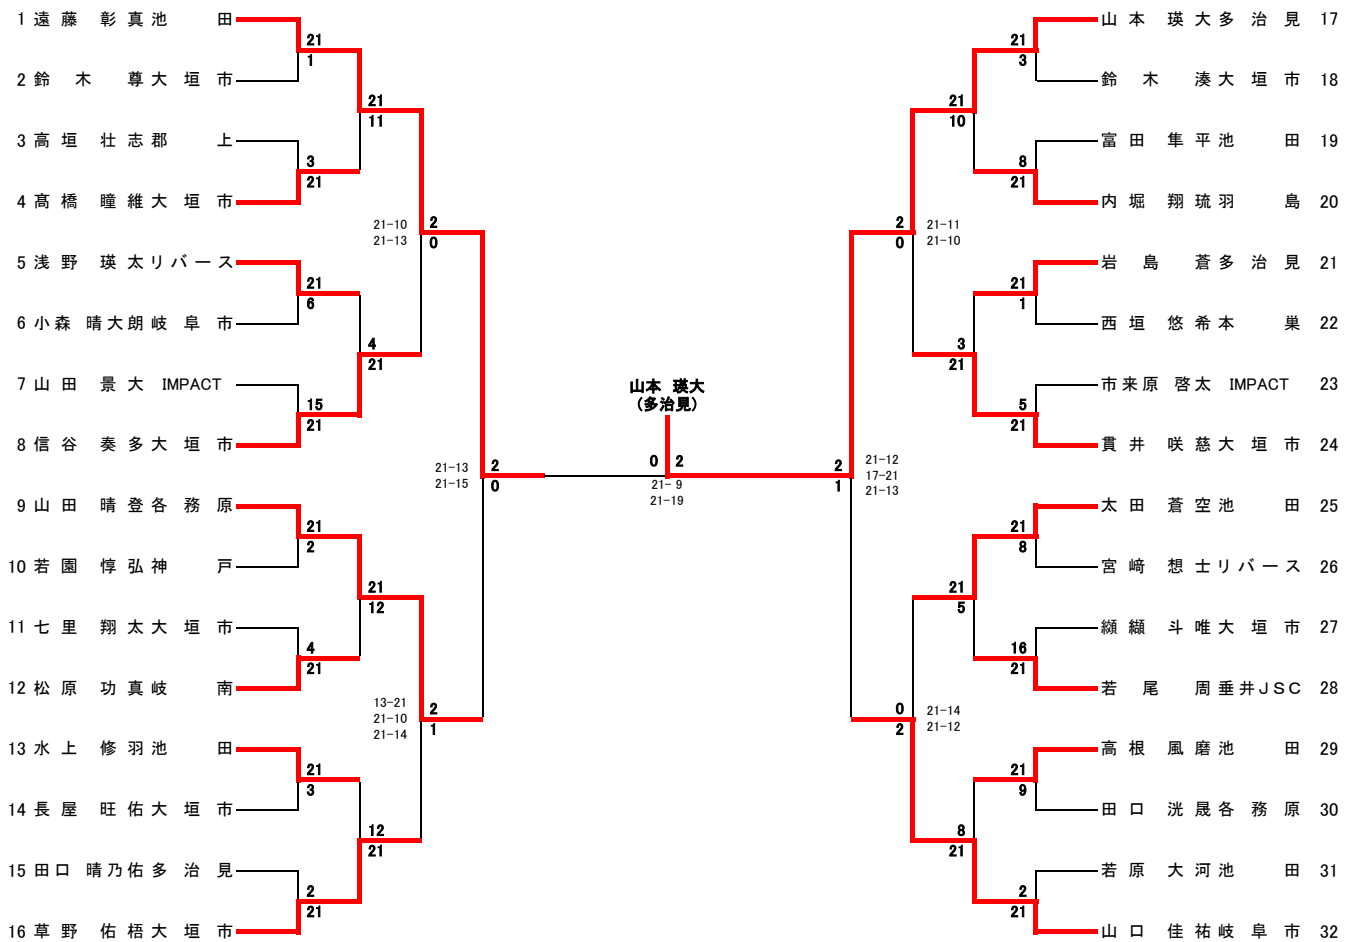 1 遠藤 彰真 池田
21
1
2 鈴木 尊 大垣市
21
11
3 高垣 壮志 郡上
3
21
4 髙橋 瞳維 大垣市
21-10
21-13
2
0
5 浅野 瑛太 リバース
21
6
6 小森 晴大朗 岐阜市
4
21
7 山田 景大 IMPACT
15
21
8 信谷 奏多 大垣市
21-13
21-15
2
0
9 山田 晴登 各務原
21
2
10 若園 惇弘 神戸
21
12
11 七里 翔太 大垣市
4
21
12 松原 功真 岐南
13-21
21-10
21-14
2
1
13 水上 修羽 池田
21
3
14 長屋 旺佑 大垣市
12
21
15 田口 晴乃佑 多治見
2
21
16 草野 佑梧 大垣市
山本 瑛大
(多治見)
0 2
21-9
21-19
山本 瑛大 多治見 17
21
3
鈴木 湊 大垣市 18
21
10
富田 隼平 池田 19
8
21
内堀 翔琉 羽島 20
2
0
21-11
21-10
岩島 蒼 多治見 21
21
1
西垣 悠希 本巣 22
3
21
市来原 啓太 IMPACT 23
5
21
貫井 咲慈 大垣市 24
2
1
21-12
17-21
21-13
太田 蒼空 池田 25
21
8
宮﨑 想士 リバース 26
21
5
纐纈 斗唯 大垣市 27
16
21
若尾 周 垂井JSC 28
0
2
21-14
21-12
高根 風磨 池田 29
21
9
田口 洸晟 各務原 30
8
21
若原 大河 池田 31
2
21
山口 佳祐 岐阜市 32